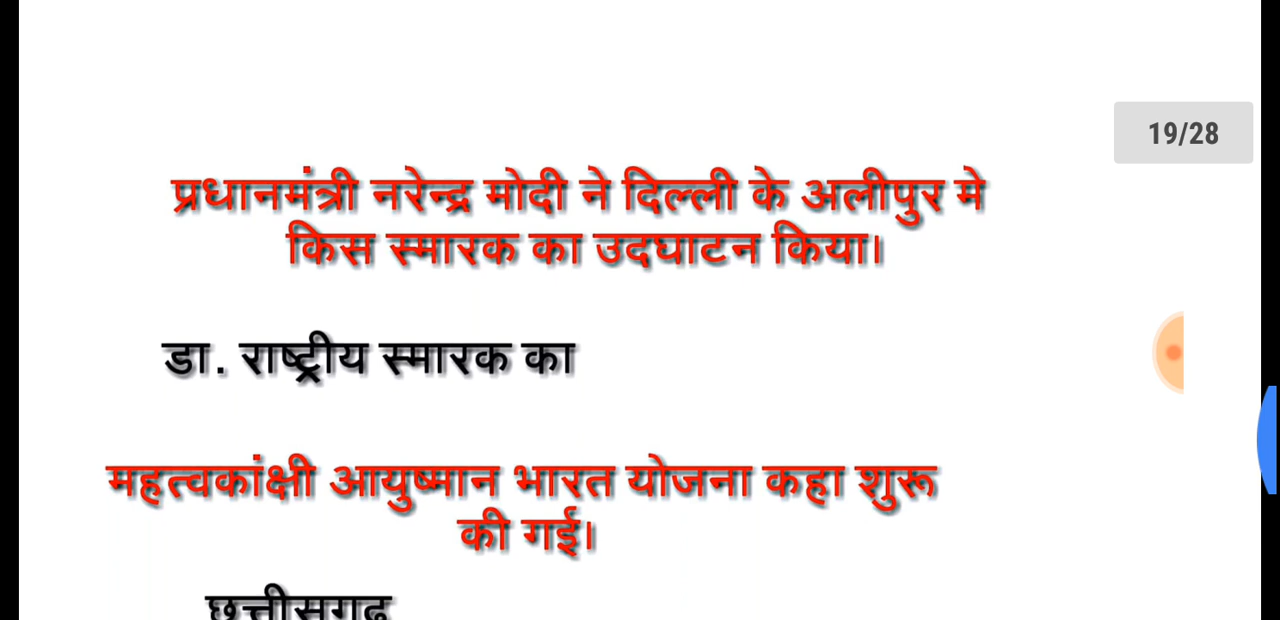 19/28
प्रधानमंत्री नरेन्द्र मोदी ने दिल्ली के अलीपुर मे
किस स्मारक का उदघाटन किया।
डा. राष्ट्रीय स्मारक का
महत्वकांक्षी आयुष्मान भारत योजना कहा शुरू
की गई।
छत्तीसगढ